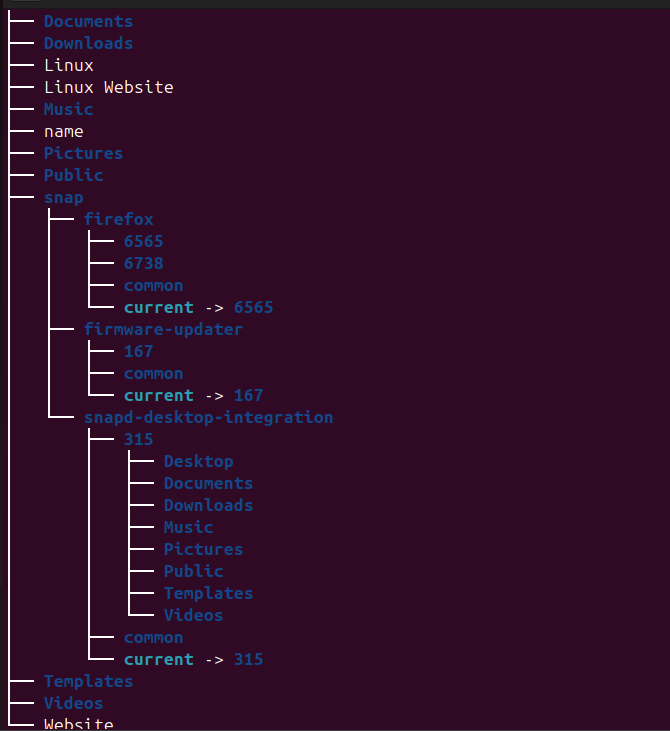 ├── Documents
├── Downloads
├── Linux
├── Linux Website
├── Music
├── name
├── Pictures
├── Public
├── snap
│   ├── firefox
│   │   ├── 6565
│   │   ├── 6738
│   │   ├── common
│   │   └── current -> 6565
│   ├── firmware-updater
│   │   ├── 167
│   │   ├── common
│   │   └── current -> 167
│   └── snapd-desktop-integration
│       ├── 315
│       │   ├── Desktop
│       │   ├── Documents
│       │   ├── Downloads
│       │   ├── Music
│       │   ├── Pictures
│       │   ├── Public
│       │   ├── Templates
│       │   └── Videos
│       ├── common
│       └── current -> 315
├── Templates
├── Videos
└── Website